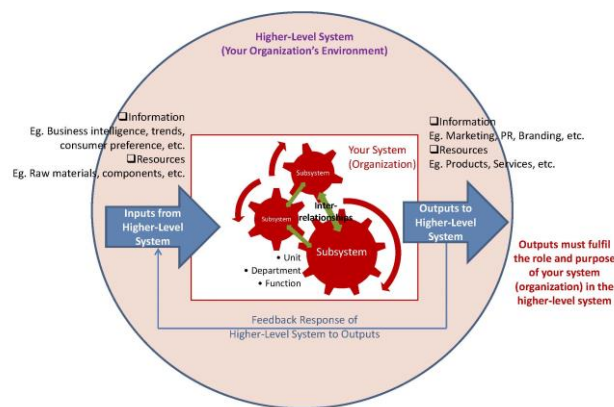 Higher-Level System
(Your Organization's Environment)
❑Information
Eg. Business intelligence, trends,
consumer preference, etc.
❑Resources
Eg. Raw materials, components, etc.
❑Information
Eg. Marketing, PR, Branding, etc.
❑Resources
Eg. Products, Services, etc.
Your System
(Organization)
Subsystem
Inter-
relationships
Subsystem
Subsystem
• Unit
• Department
• Function
Inputs from
Higher-Level
System
Outputs to
Higher-Level
System
Outputs must fulfil
the role and purpose
of your system
(organization) in the
higher-level system
Feedback Response of
Higher-Level System to Outputs